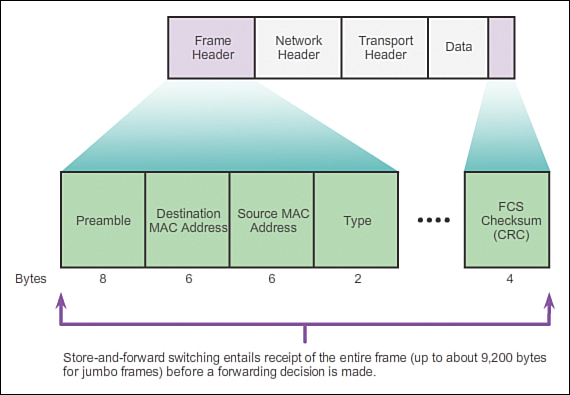 Frame Header
Network Header
Transport Header
Data
Preamble
Destination MAC Address
Source MAC Address
Type
FCS Checksum (CRC)
Bytes 8 6 6 2 4
Store-and-forward switching entails receipt of the entire frame (up to about 9,200 bytes
for jumbo frames) before a forwarding decision is made.